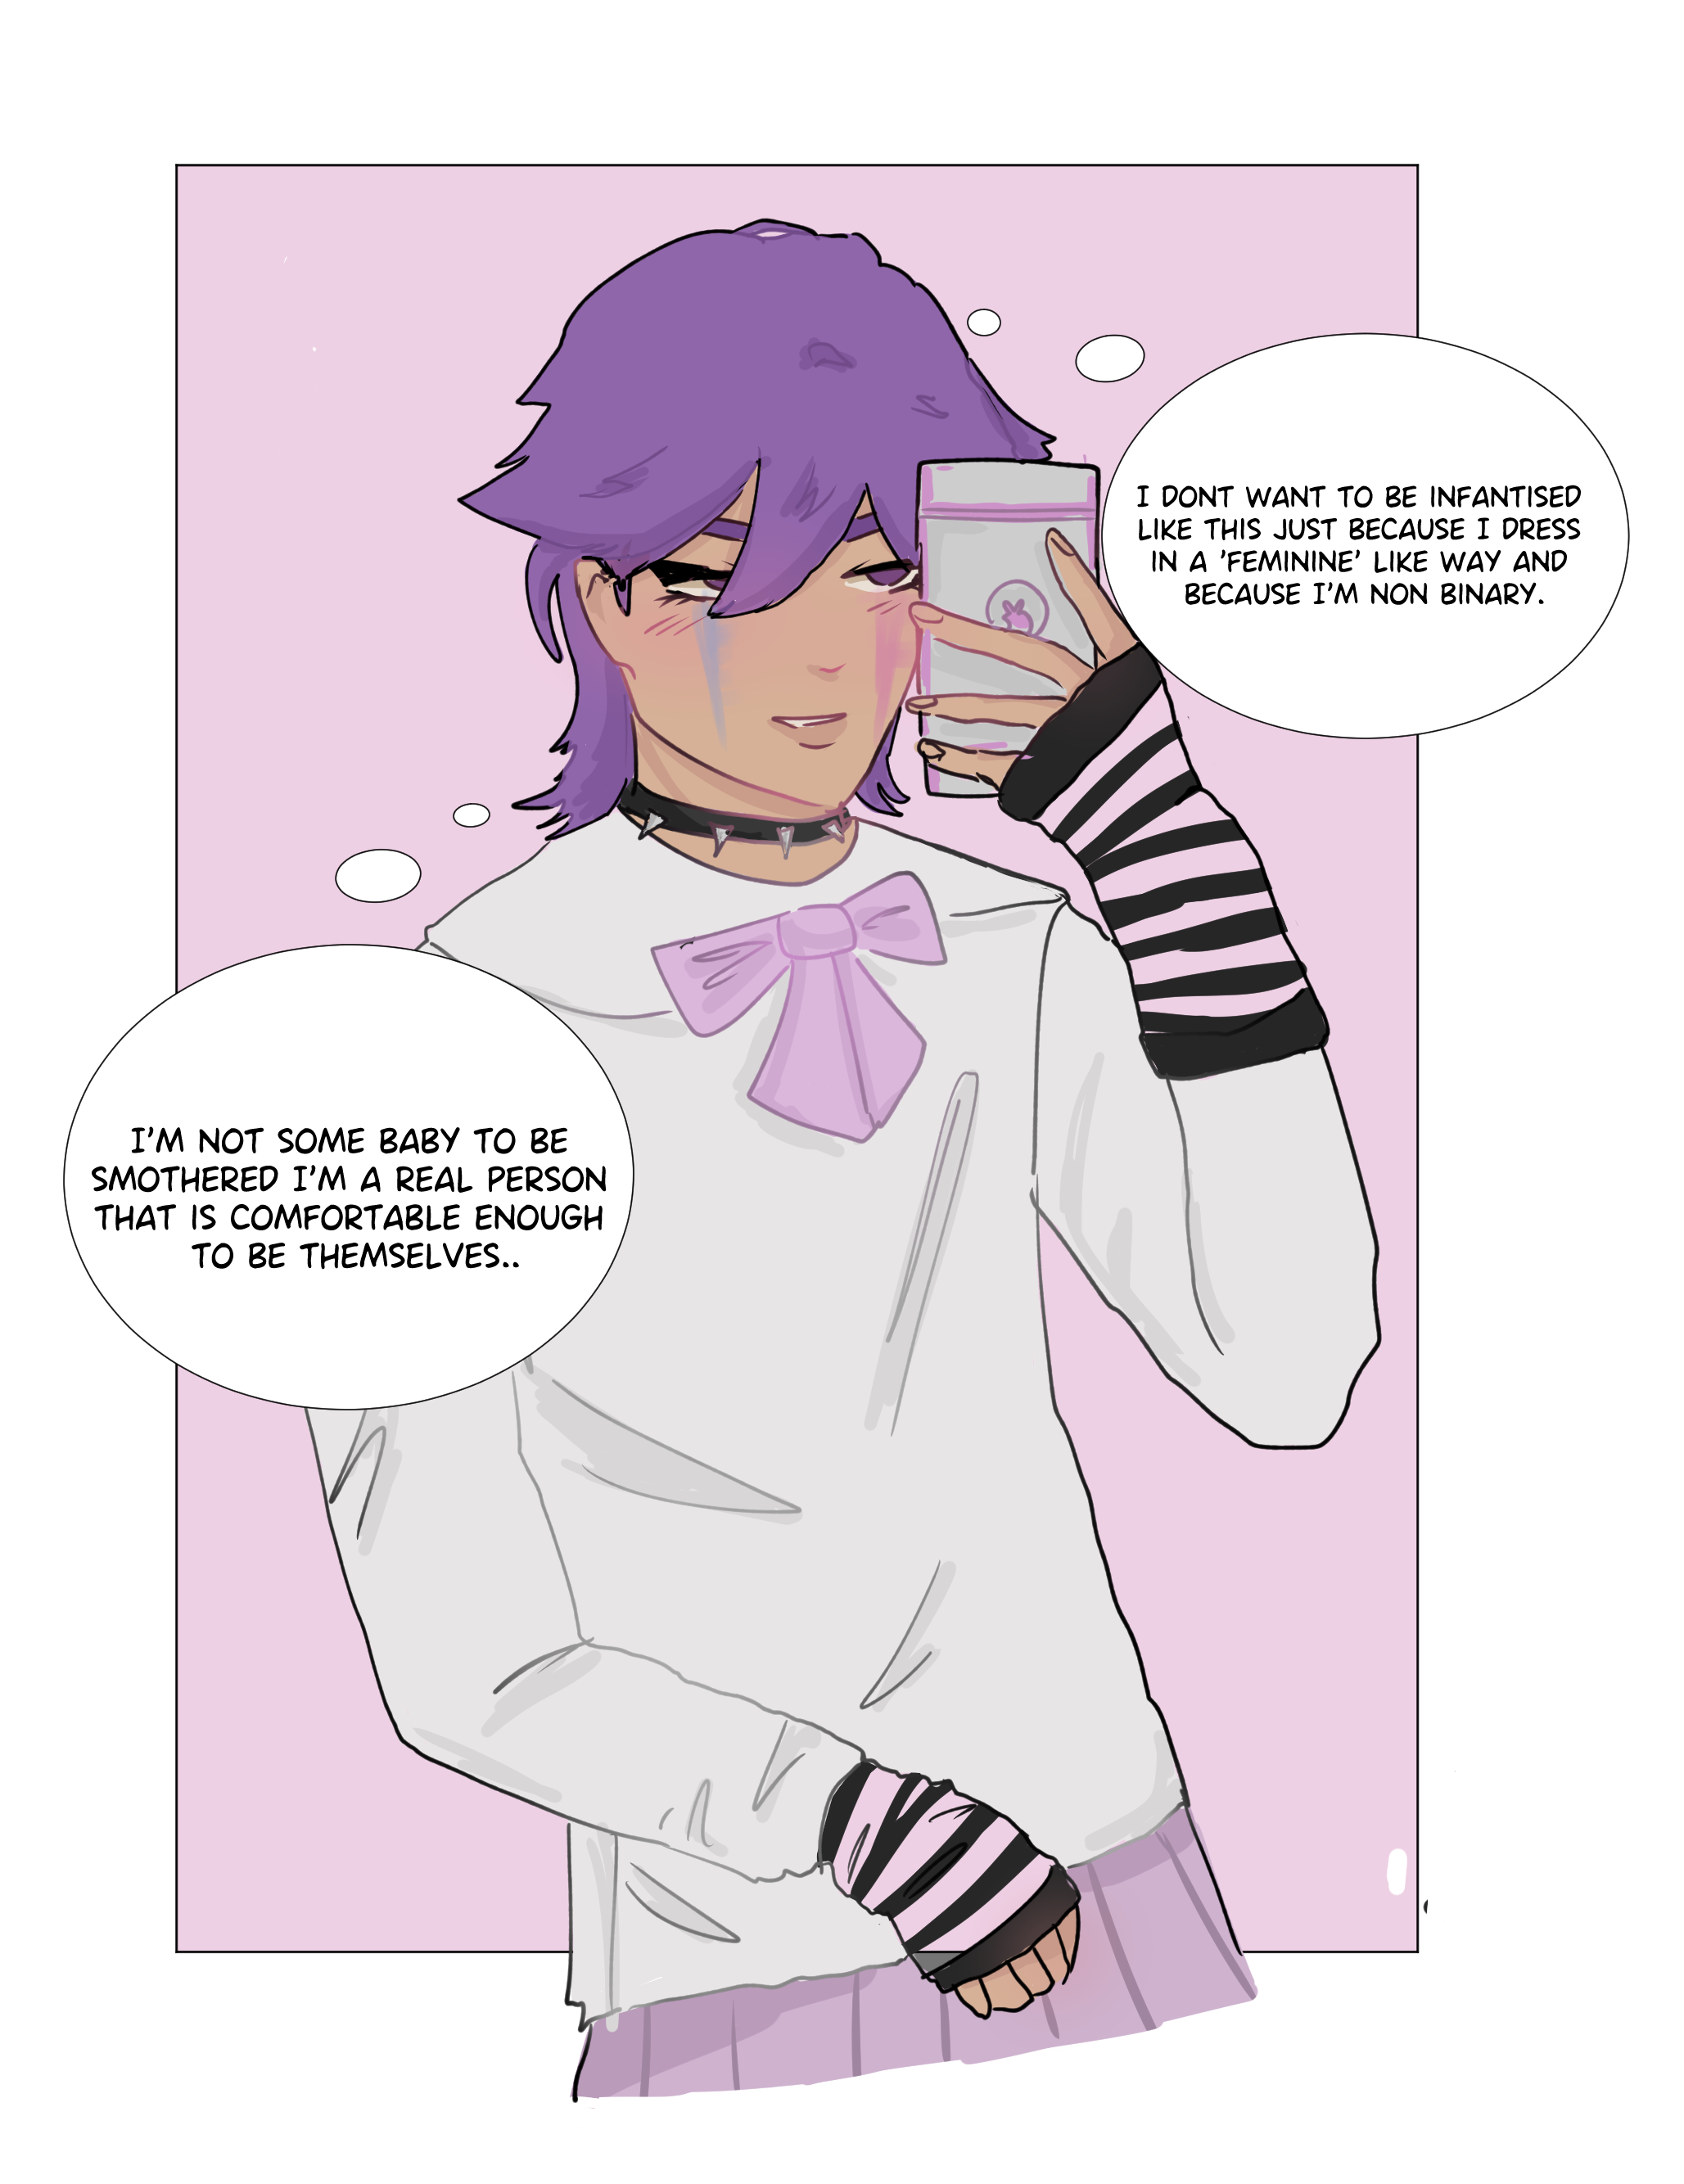 I DONT WANT TO BE INFANTISED
LIKE THIS JUST BECAUSE I DRESS
IN A 'FEMININE' LIKE WAY AND
BECAUSE I'M NON BINARY.
I'M NOT SOME BABY TO BE
SMOTHERED I'M A REAL PERSON
THAT IS COMFORTABLE ENOUGH
TO BE THEMSELVES..